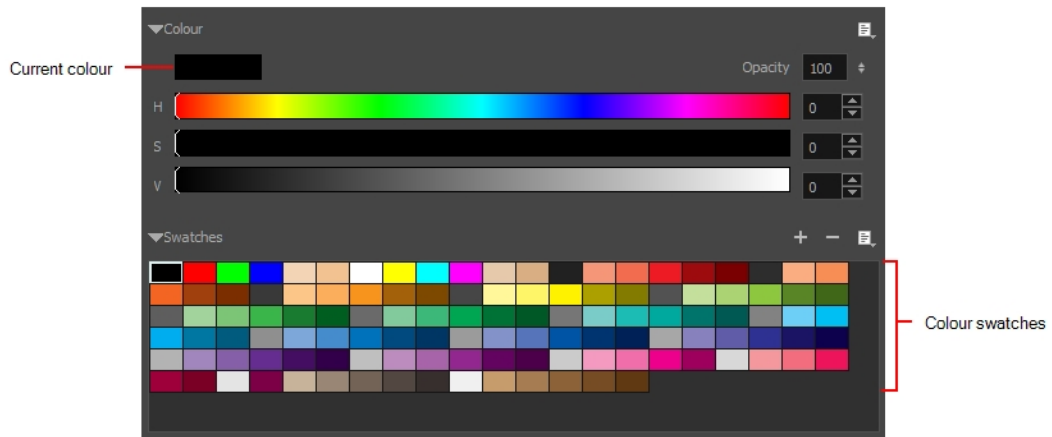 Colour
Current colour
Opacity 100
H 0
S 0
V 0
Swatches + −
Colour swatches